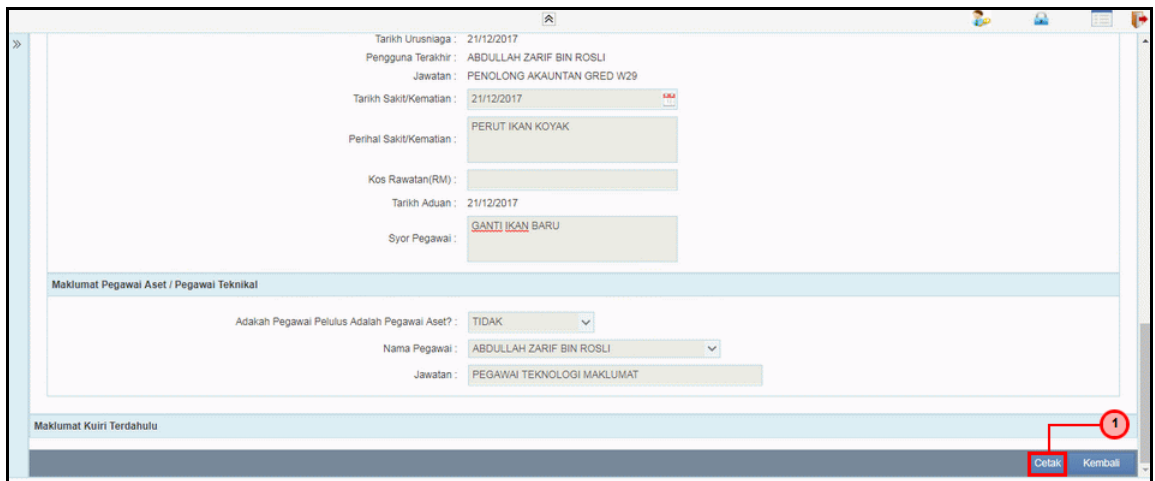 Tarikh Urusniaga : 21/12/2017
Pengguna Terakhir : ABDULLAH ZARIF BIN ROSLI
Jawatan : PENOLONG AKAUNTAN GRED W29
Tarikh Sakit/Kematian : 21/12/2017
Perihal Sakit/Kematian : PERUT IKAN KOYAK
Kos Rawatan(RM) :
Tarikh Aduan : 21/12/2017
Syor Pegawai : GANTI IKAN BARU
Maklumat Pegawai Aset / Pegawai Teknikal
Adakah Pegawai Pelulus Adalah Pegawai Aset? : TIDAK
Nama Pegawai : ABDULLAH ZARIF BIN ROSLI
Jawatan : PEGAWAI TEKNOLOGI MAKLUMAT
Maklumat Kuiri Terdahulu
1
Cetak Kembali